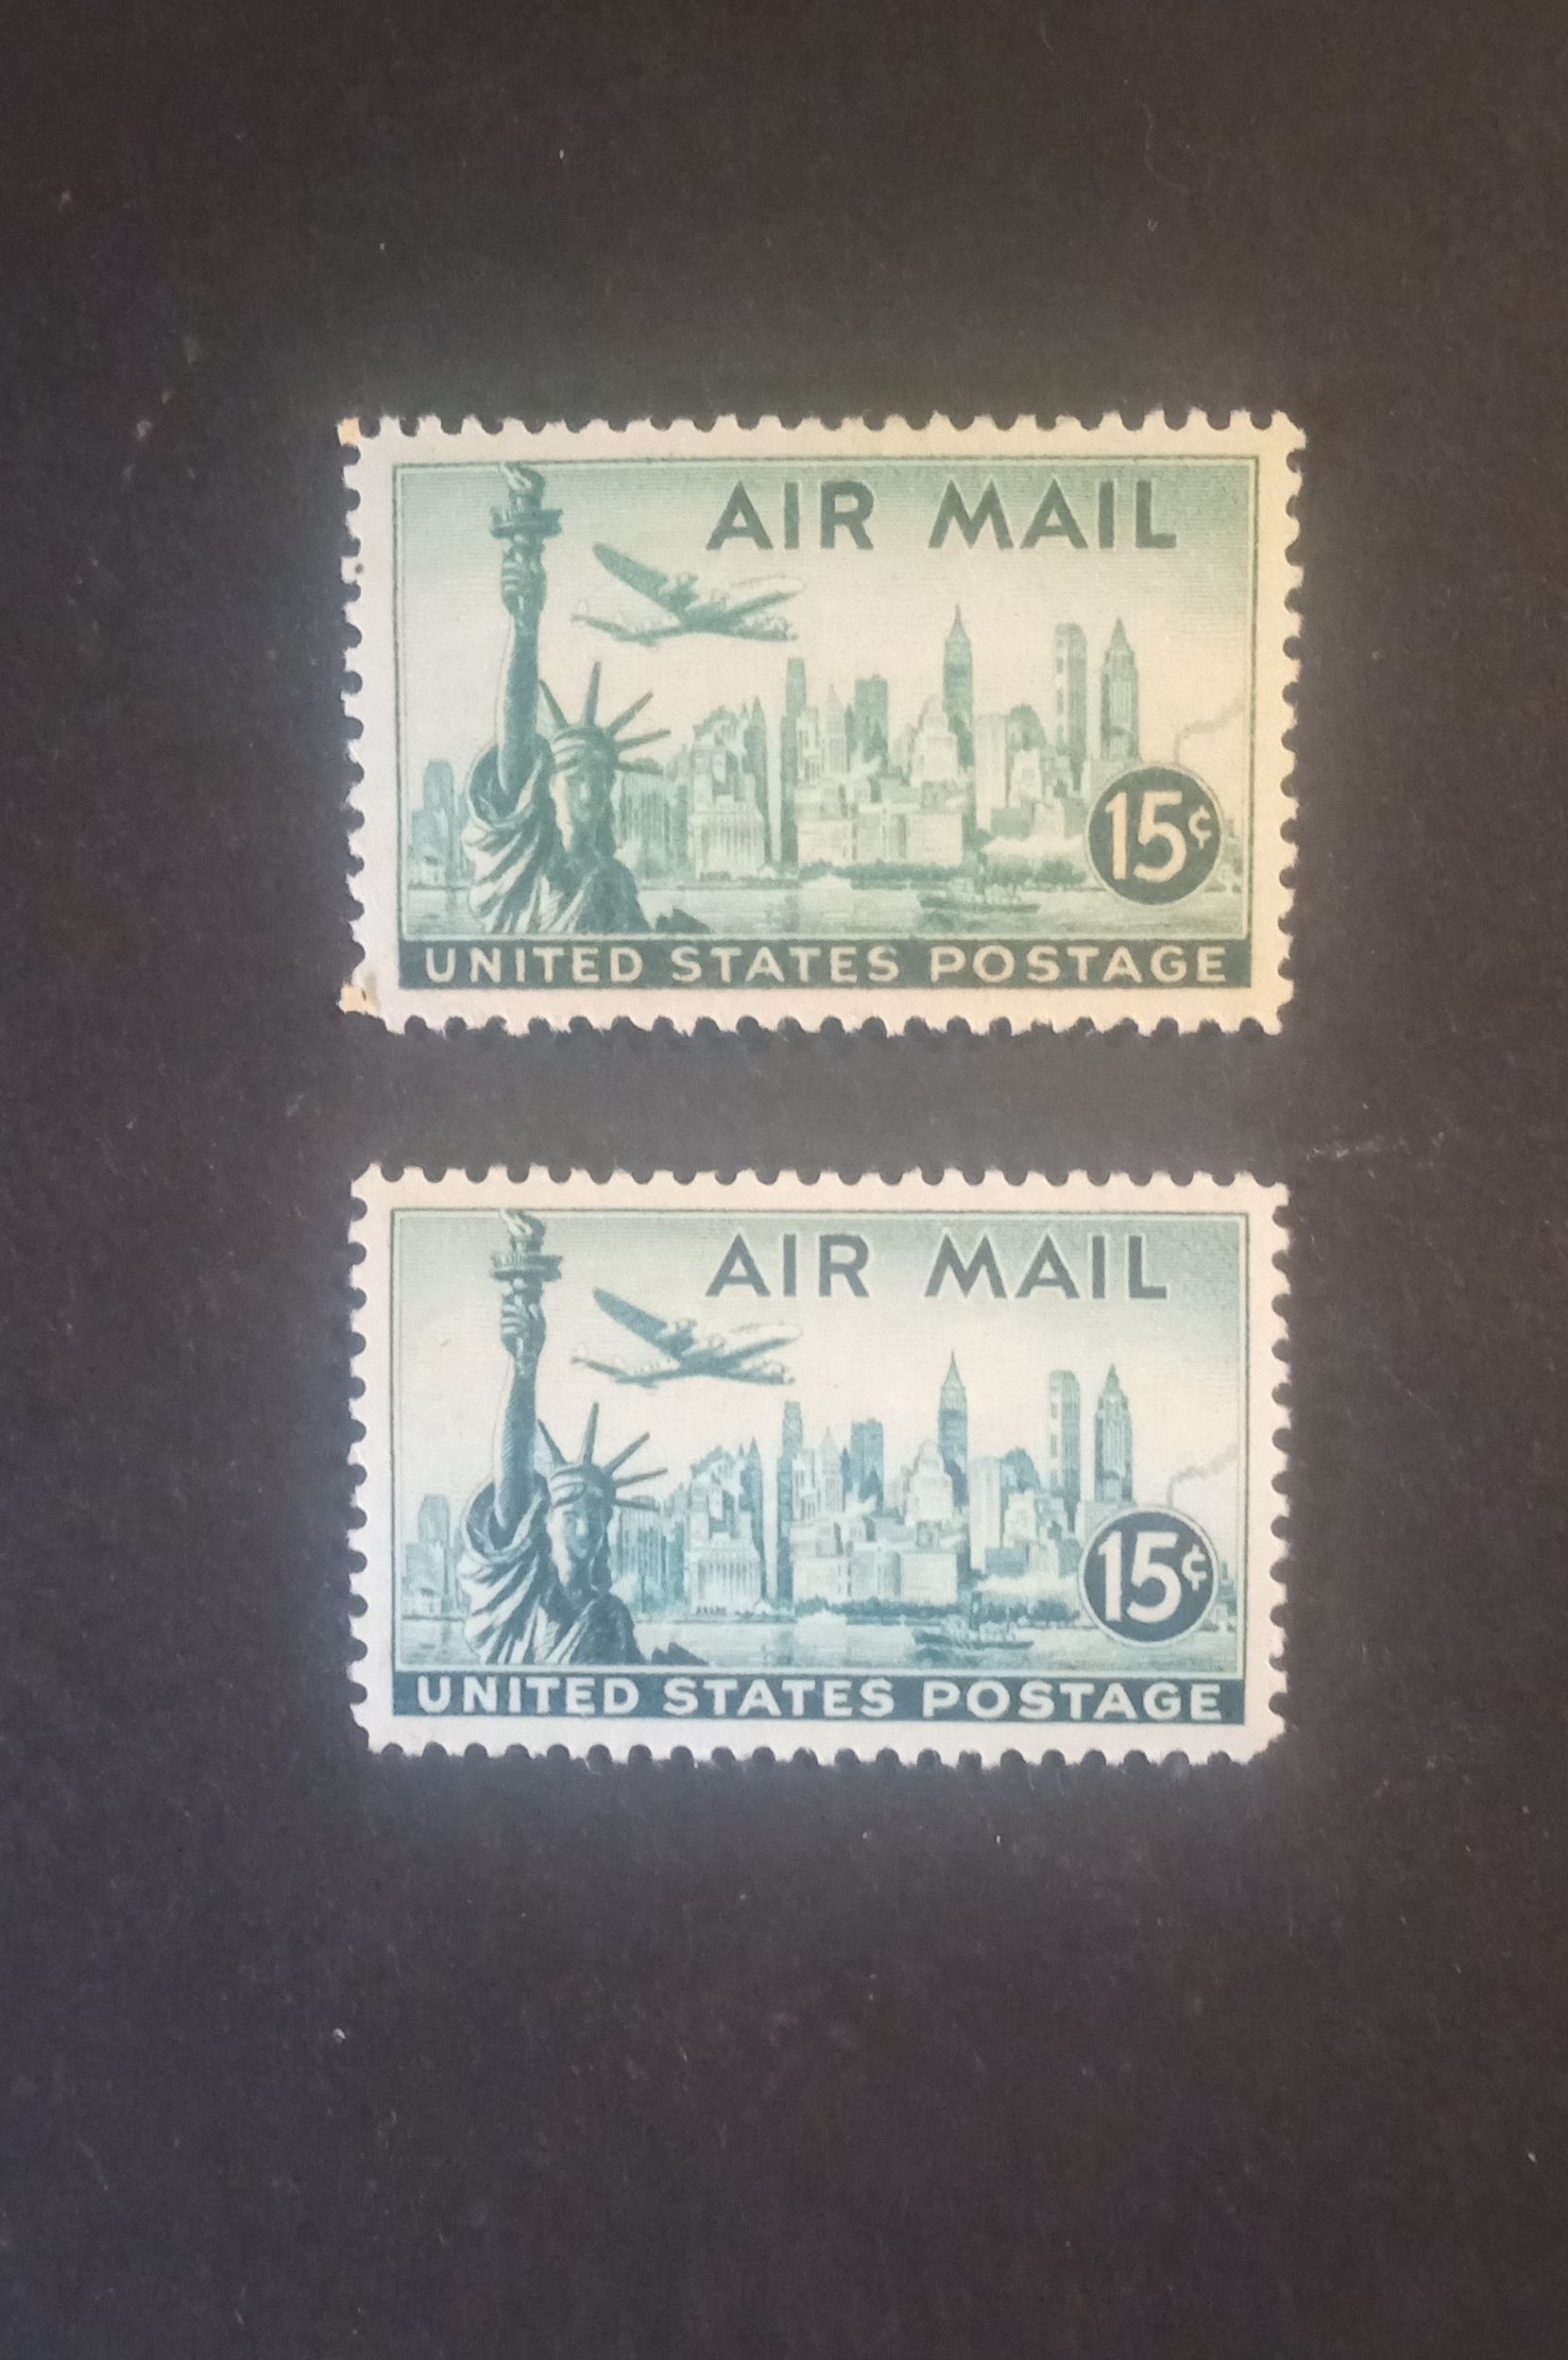 AIR MAIL
15¢
UNITED STATES POSTAGE
AIR MAIL
15¢
UNITED STATES POSTAGE